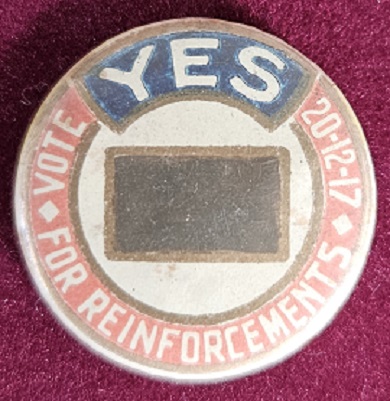 YES
VOTE ◆ FOR REINFORCEMENTS ◆ 20-12-17